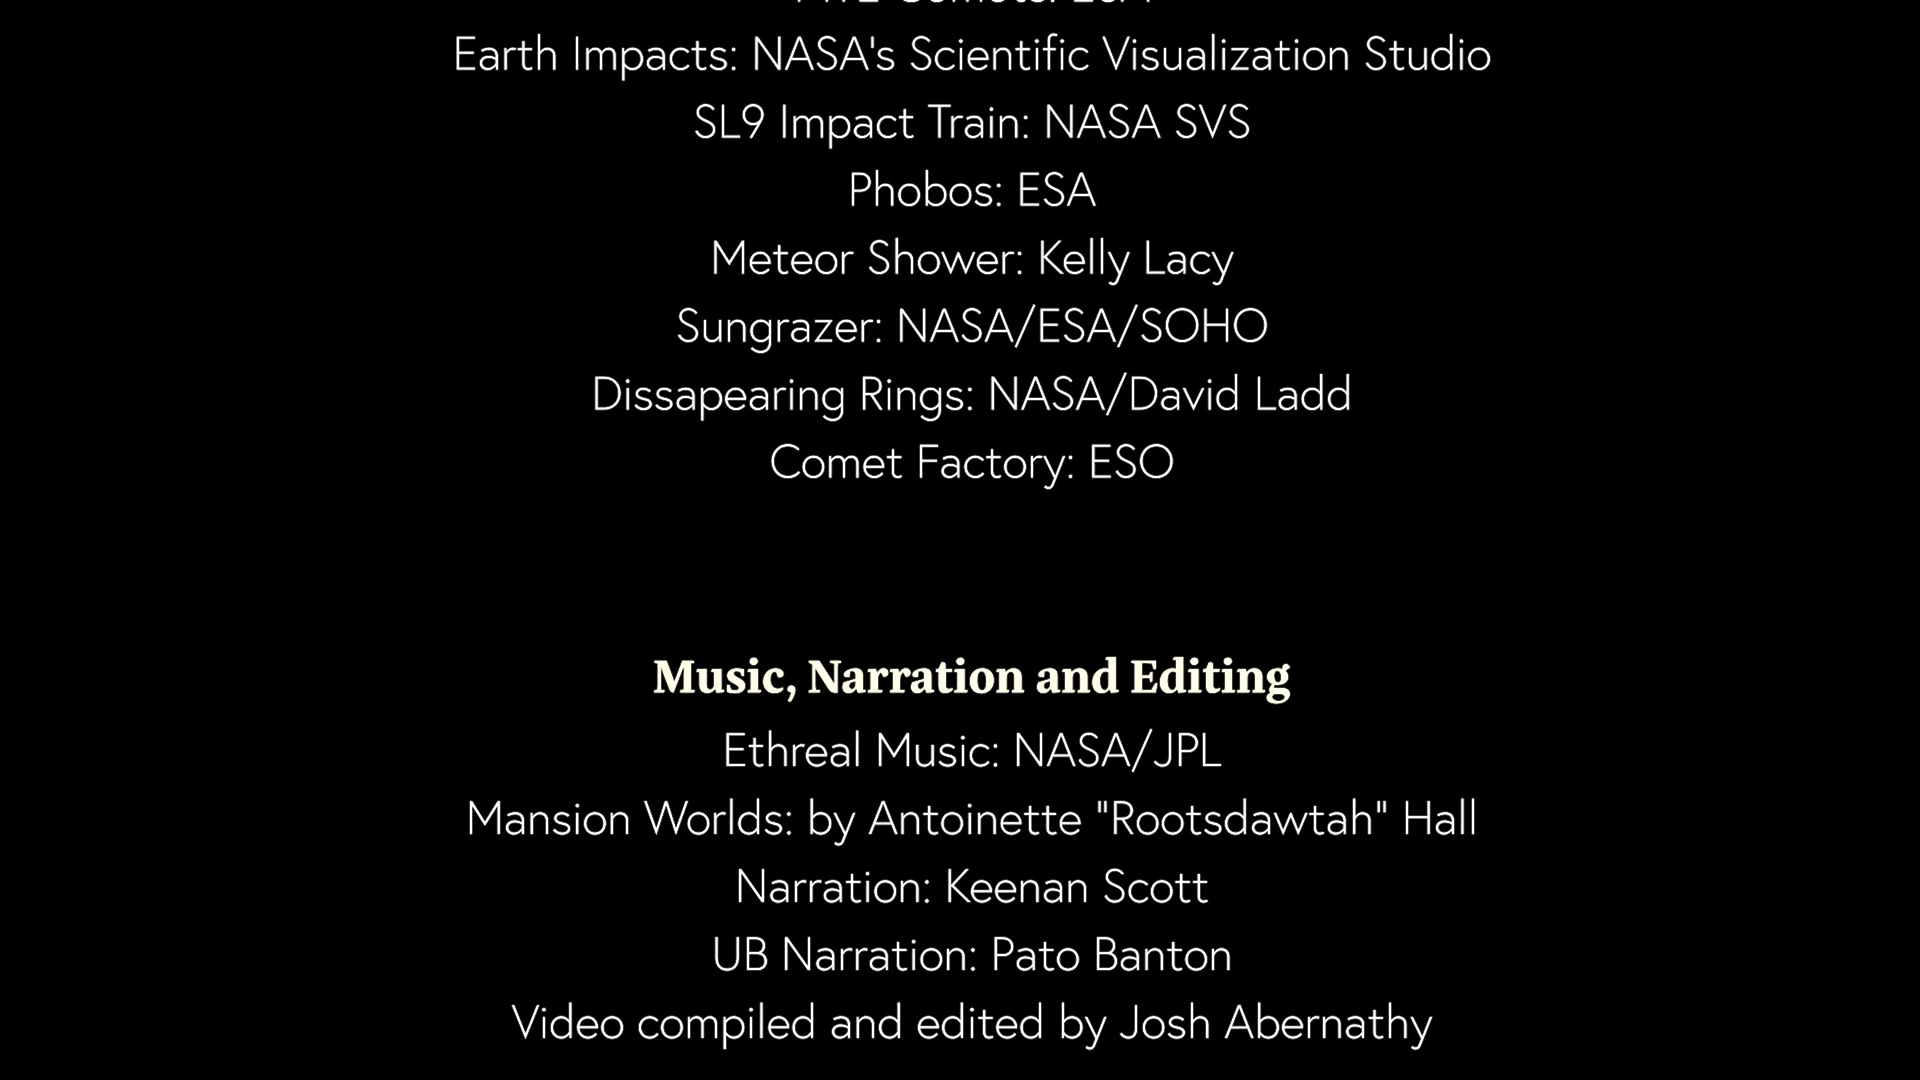 Earth Impacts: NASA's Scientific Visualization Studio
SL9 Impact Train: NASA SVS
Phobos: ESA
Meteor Shower: Kelly Lacy
Sungrazer: NASA/ESA/SOHO
Dissapearing Rings: NASA/David Ladd
Comet Factory: ESO
Music, Narration and Editing
Ethreal Music: NASA/JPL
Mansion Worlds: by Antoinette "Rootsdawtah" Hall
Narration: Keenan Scott
UB Narration: Pato Banton
Video compiled and edited by Josh Abernathy